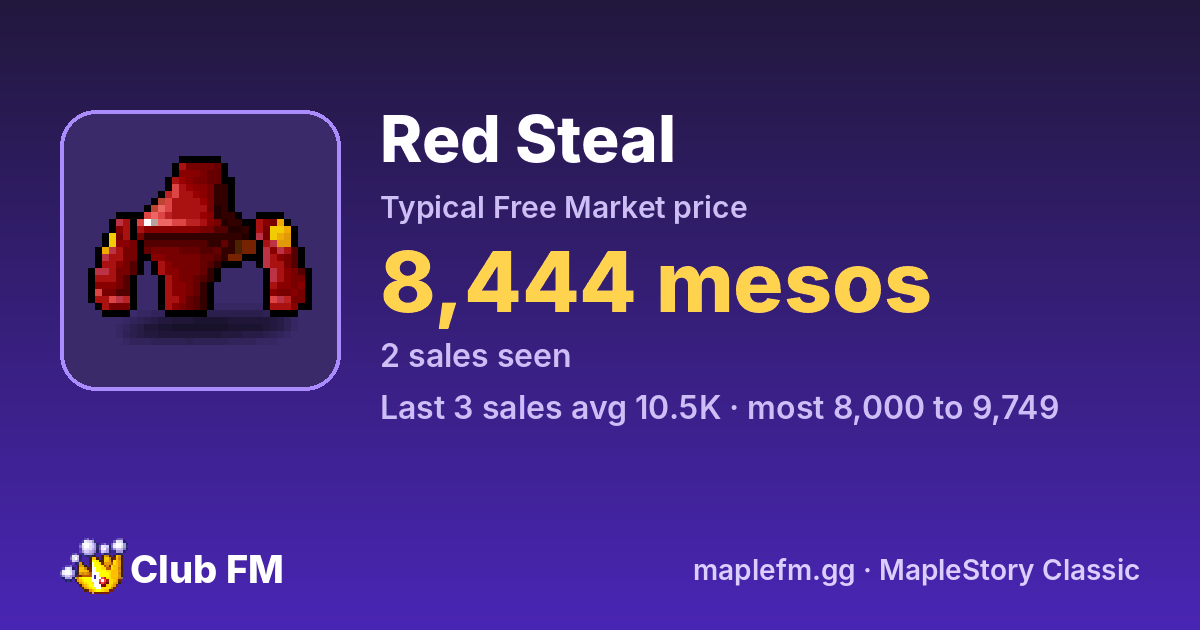 Red Steal
Typical Free Market price
8,444 mesos
2 sales seen
Last 3 sales avg 10.5K · most 8,000 to 9,749
Club FM
maplefm.gg · MapleStory Classic